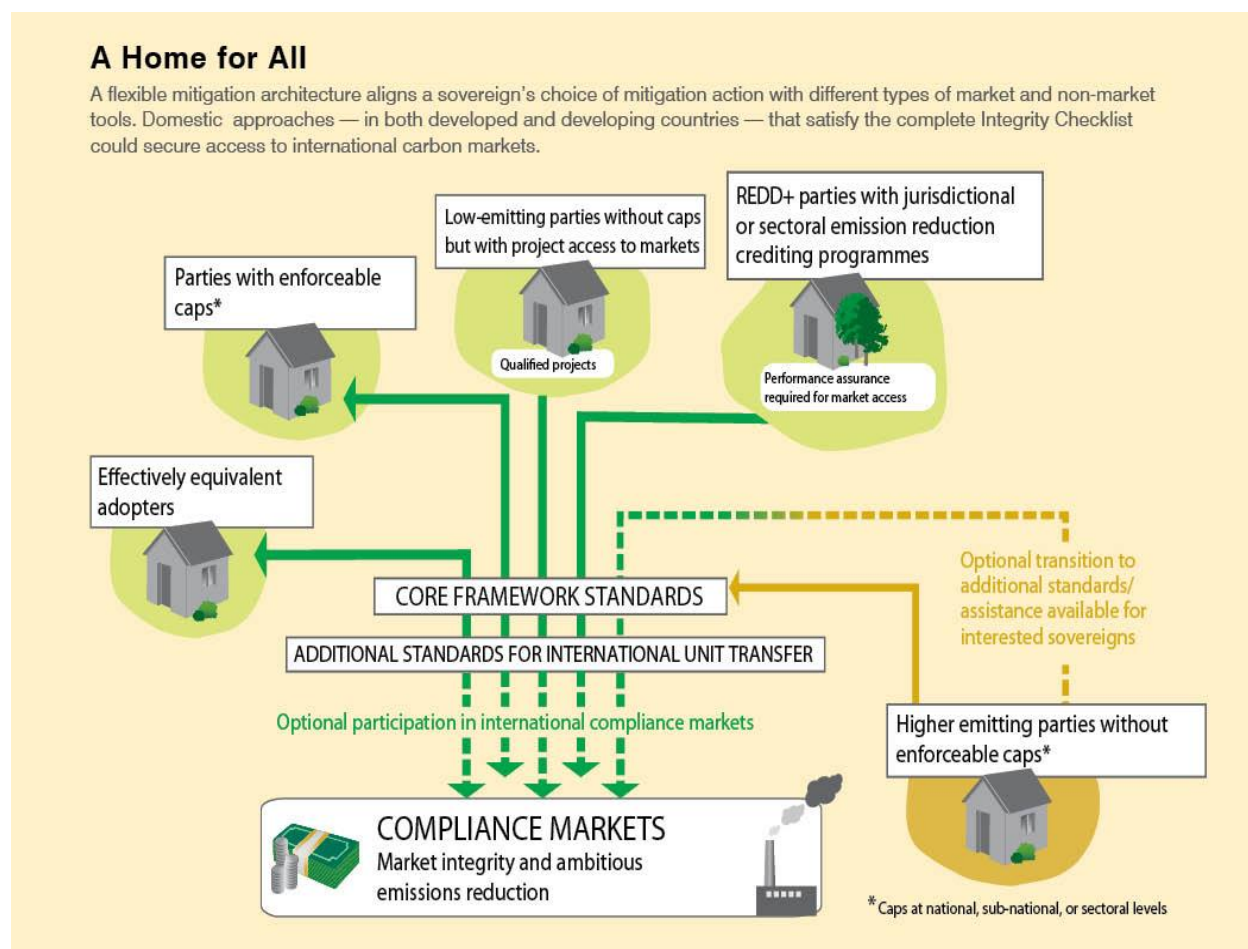 A Home for All
A flexible mitigation architecture aligns a sovereign's choice of mitigation action with different types of market and non-market
tools. Domestic approaches — in both developed and developing countries — that satisfy the complete Integrity Checklist
could secure access to international carbon markets.
REDD+ parties with jurisdictional
or sectoral emission reduction
crediting programmes
Low-emitting parties without caps
but with project access to markets
Parties with enforceable
caps*
Qualified projects
Performance assurance
required for market access
Effectively equivalent
adopters
Optional transition to
additional standards/
assistance available for
interested sovereigns
CORE FRAMEWORK STANDARDS
ADDITIONAL STANDARDS FOR INTERNATIONAL UNIT TRANSFER
Optional participation in international compliance markets
Higher emitting parties without
enforceable caps*
COMPLIANCE MARKETS
Market integrity and ambitious
emissions reduction
*Caps at national, sub-national, or sectoral levels